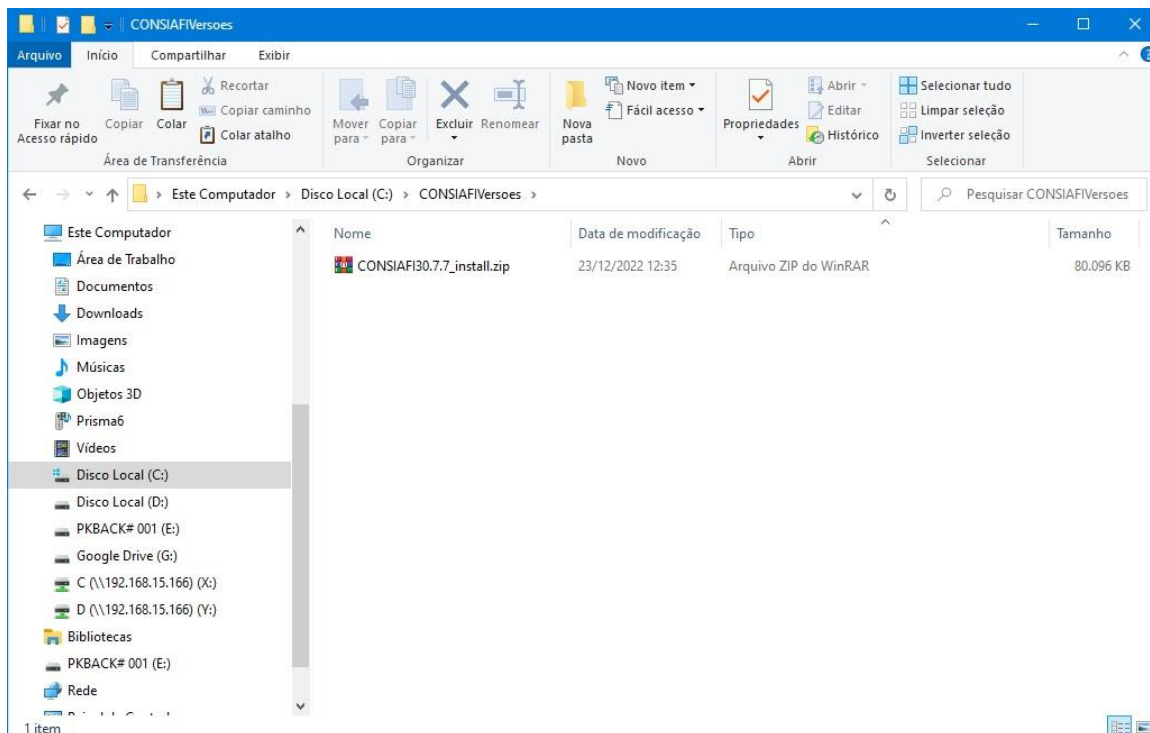 CONSIAFIVersoes
Arquivo Início Compartilhar Exibir
Fixar no Acesso rápido
Copiar
Colar
Recortar
Copiar caminho
Colar atalho
Mover para
Copiar para
Excluir
Renomear
Nova pasta
Novo item
Fácil acesso
Propriedades
Abrir
Editar
Histórico
Selecionar tudo
Limpar seleção
Inverter seleção
Área de Transferência Organizar Novo Abrir Selecionar
Este Computador > Disco Local (C:) > CONSIAFIVersoes >
Pesquisar CONSIAFIVersoes
Este Computador
Área de Trabalho
Documentos
Downloads
Imagens
Músicas
Objetos 3D
Prisma6
Vídeos
Disco Local (C:)
Disco Local (D:)
PKBACK# 001 (E:)
Google Drive (G:)
C (\\192.168.15.166) (X:)
D (\\192.168.15.166) (Y:)
Bibliotecas
PKBACK# 001 (E:)
Rede
Nome Data de modificação Tipo Tamanho
CONSIAFI30.7.7_install.zip 23/12/2022 12:35 Arquivo ZIP do WinRAR 80.096 KB
1 item